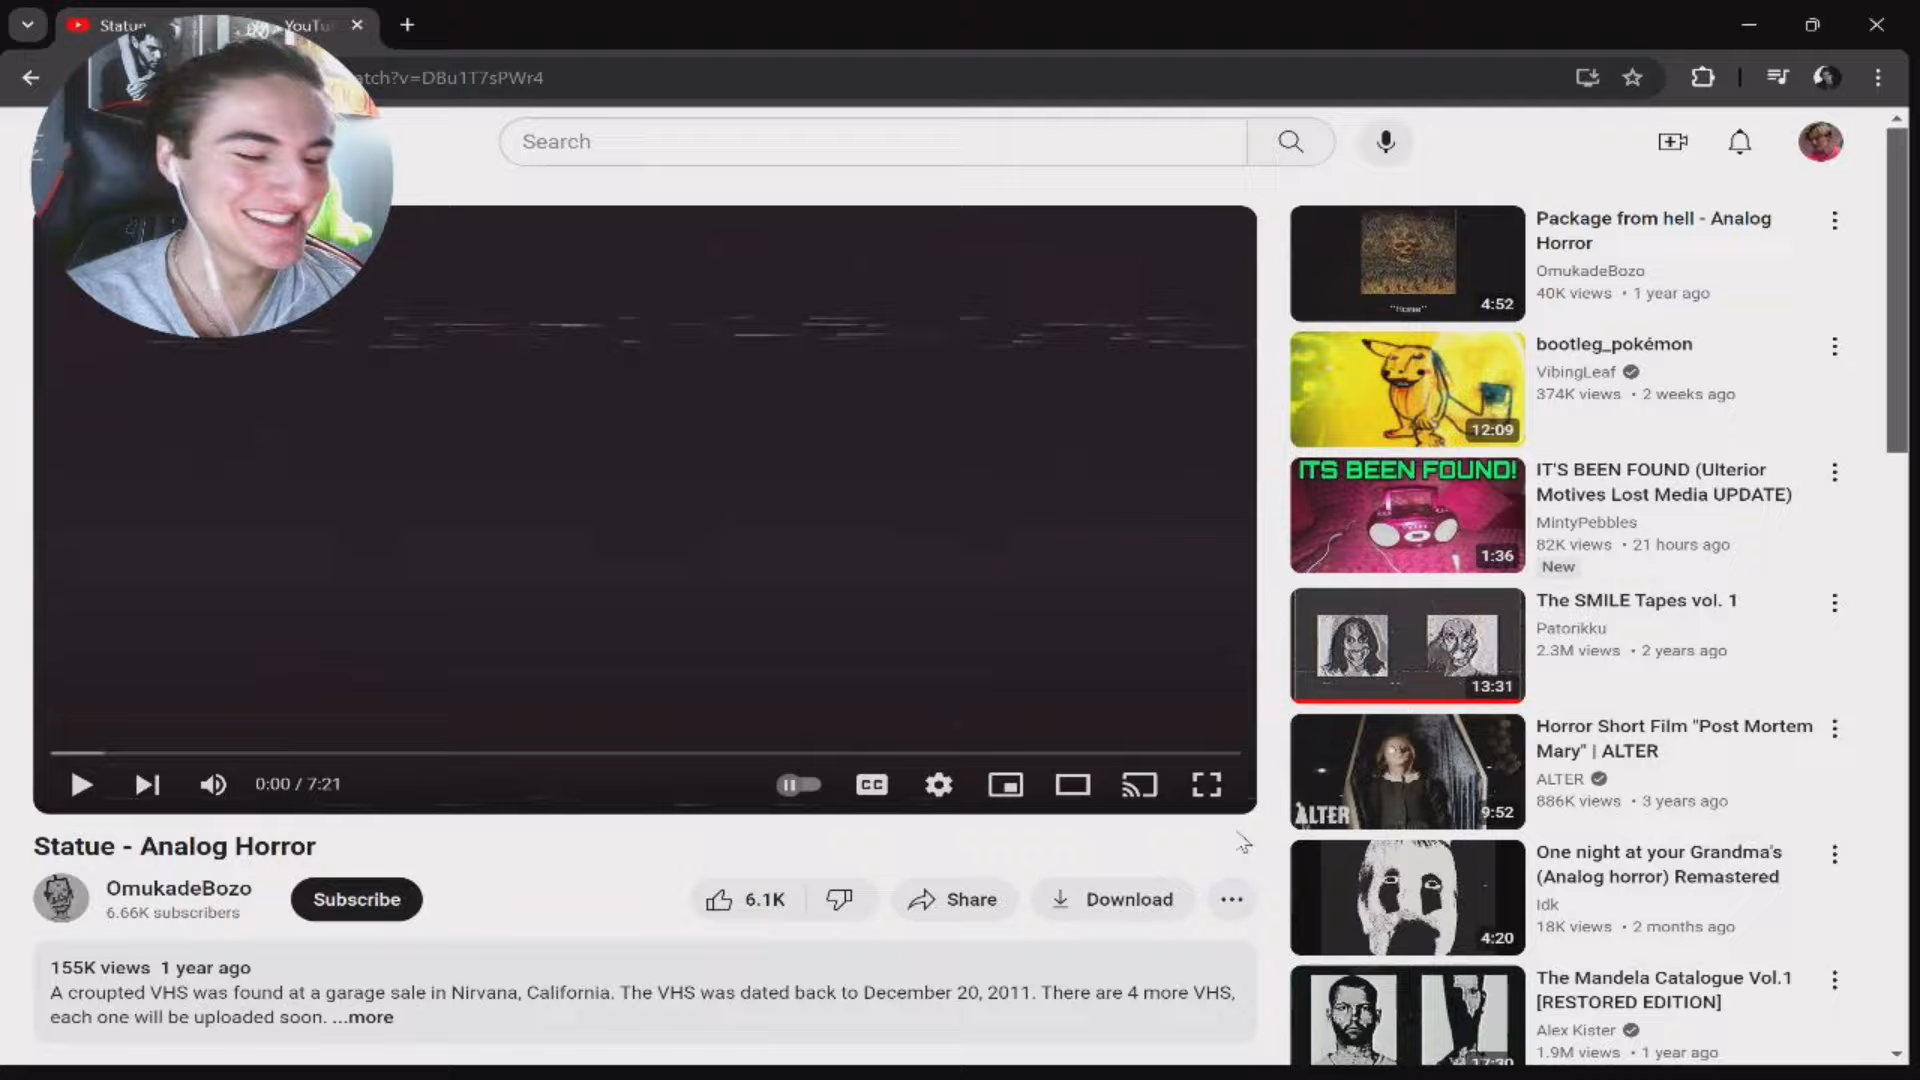 Statue
YouTu
atch?v=D8u1T7sPWr4
Search
0:00 / 7:21
CC
Statue - Analog Horror
OmukadeBozo
6.66K subscribers
Subscribe
6.1K
Share
Download
155K views 1 year ago
A croupted VHS was found at a garage sale in Nirvana, California. The VHS was dated back to December 20, 2011. There are 4 more VHS,
each one will be uploaded soon. ...more
"Homer"
4:52
Package from hell - Analog
Horror
OmukadeBozo
40K views • 1 year ago
12:09
bootleg_pokémon
VibingLeaf
374K views • 2 weeks ago
ITS BEEN FOUND!
1:36
IT'S BEEN FOUND (Ulterior
Motives Lost Media UPDATE)
MintyPebbles
82K views • 21 hours ago
New
13:31
The SMILE Tapes vol. 1
Patorikku
2.3M views • 2 years ago
ALTER
9:52
Horror Short Film "Post Mortem
Mary" | ALTER
ALTER
886K views • 3 years ago
4:20
One night at your Grandma's
(Analog horror) Remastered
Idk
18K views • 2 months ago
17:30
The Mandela Catalogue Vol.1
[RESTORED EDITION]
Alex Kister
1.9M views • 1 year ago